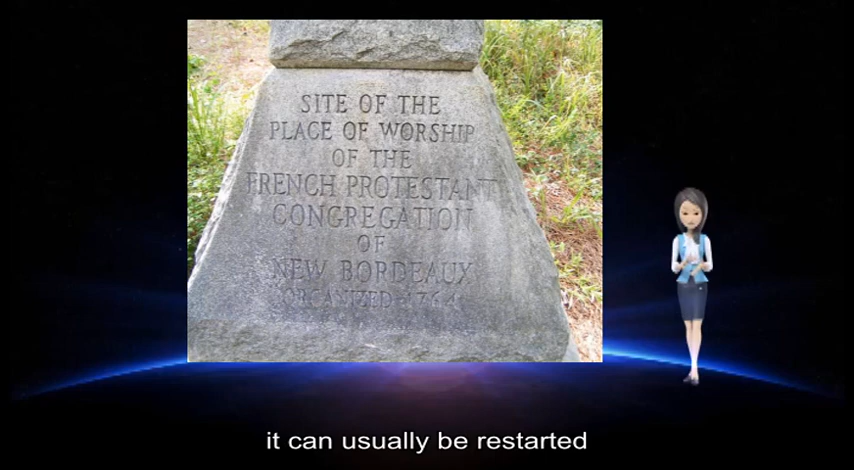 SITE OF THE
PLACE OF WORSHIP
OF THE
FRENCH PROTESTANT
CONGREGATION
OF
NEW BORDEAUX
ORGANIZED 1764
it can usually be restarted